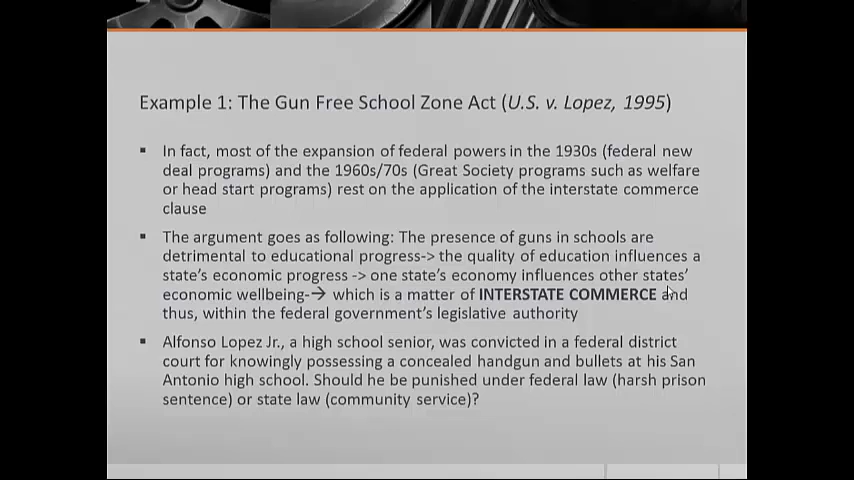 Example 1: The Gun Free School Zone Act (U.S. v. Lopez, 1995)
▪ In fact, most of the expansion of federal powers in the 1930s (federal new
deal programs) and the 1960s/70s (Great Society programs such as welfare
or head start programs) rest on the application of the interstate commerce
clause
▪ The argument goes as following: The presence of guns in schools are
detrimental to educational progress-> the quality of education influences a
state's economic progress -> one state's economy influences other states'
economic wellbeing-→ which is a matter of INTERSTATE COMMERCE and
thus, within the federal government's legislative authority
▪ Alfonso Lopez Jr., a high school senior, was convicted in a federal district
court for knowingly possessing a concealed handgun and bullets at his San
Antonio high school. Should he be punished under federal law (harsh prison
sentence) or state law (community service)?